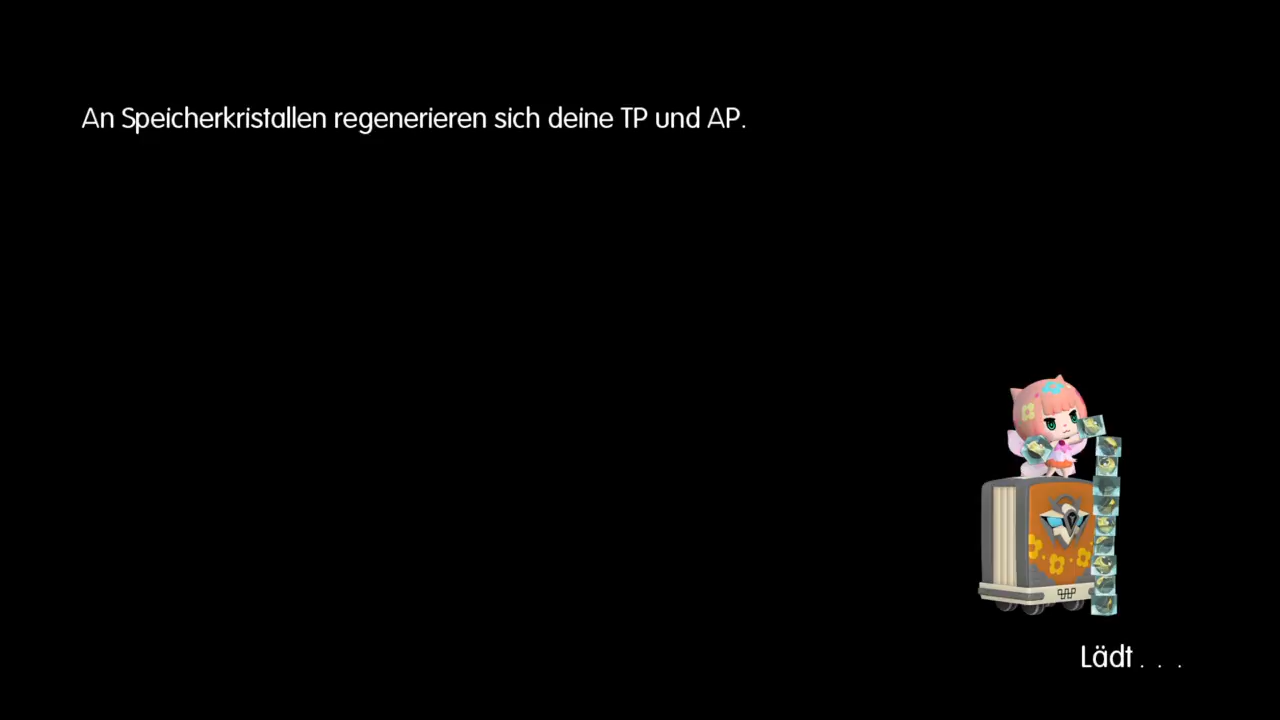 An Speicherkristallen regenerieren sich deine TP und AP.
Lädt . . .